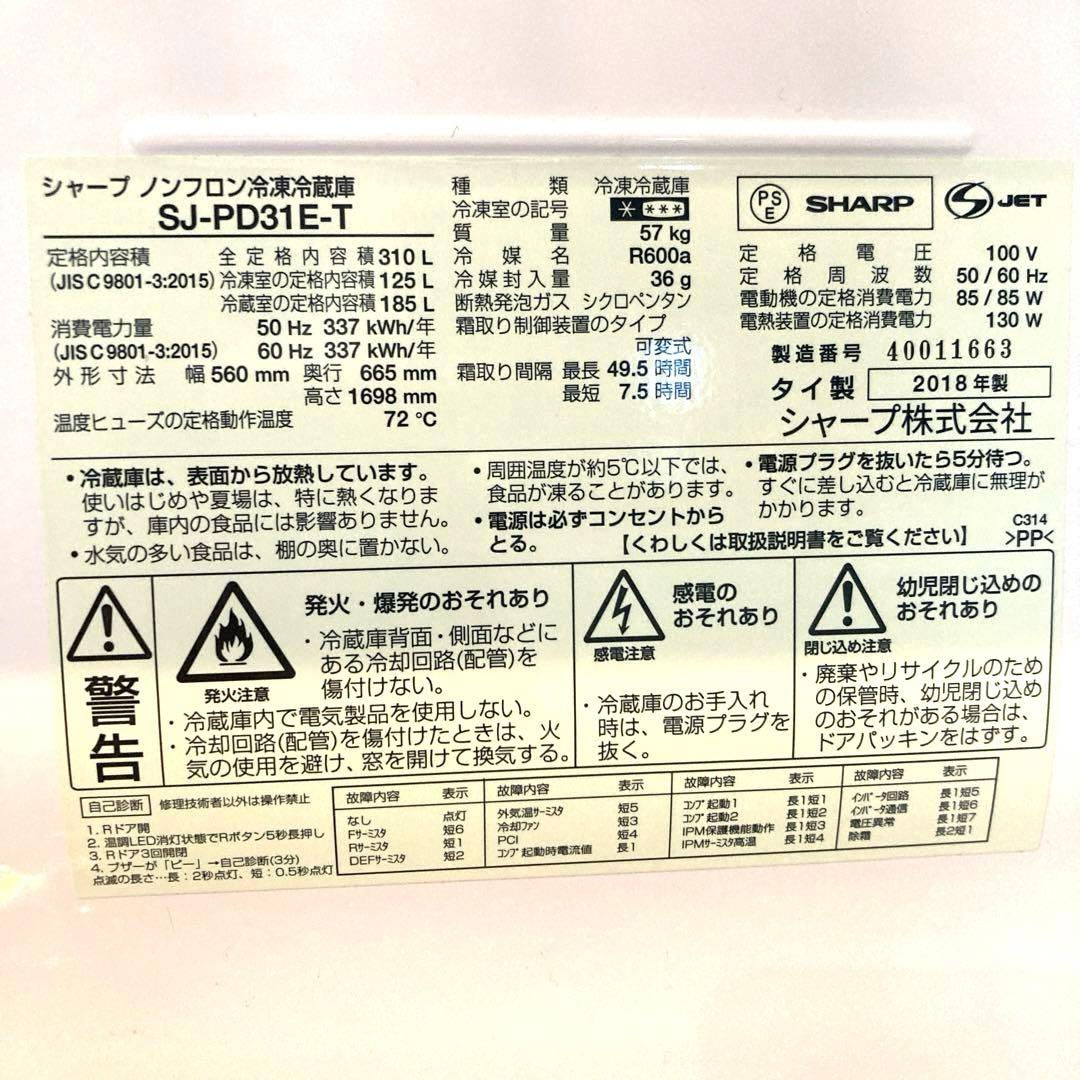 シャープ ノンフロン冷凍冷蔵庫
SJ-PD31E-T
定格内容積 全定格内容積 310 L
(JIS C 9801-3:2015) 冷凍室の定格内容積 125 L
冷蔵室の定格内容積 185 L
消費電力量 50 Hz 337 kWh/年
(JIS C 9801-3:2015) 60 Hz 337 kWh/年
外形寸法 幅 560 mm 奥行 665 mm
高さ 1698 mm
温度ヒューズの定格動作温度 72 ℃
種類 冷凍冷蔵庫
冷凍室の記号 * ***
質量 57 kg
冷媒名 R600a
冷媒封入量 36 g
断熱発泡ガス シクロペンタン
霜取り制御装置のタイプ
可変式
霜取り間隔 最長 49.5 時間
最短 7.5 時間
PSE SHARP S JET
定格電圧 100 V
定格周波数 50/60 Hz
電動機の定格消費電力 85/85 W
電熱装置の定格消費電力 130 W
製造番号 40011663
タイ製 2018 年製
シャープ株式会社
・冷蔵庫は、表面から放熱しています。
使いはじめや夏場は、特に熱くなりま
すが、庫内の食品には影響ありません。
・水気の多い食品は、棚の奥に置かない。
・周囲温度が約5℃以下では、
食品が凍ることがあります。
・電源は必ずコンセントから
とる。
・電源プラグを抜いたら5分待つ。
すぐに差し込むと冷蔵庫に無理が
かかります。
【くわしくは取扱説明書をご覧ください】
C314
>PP<
警告
発火注意
発火・爆発のおそれあり
・冷蔵庫背面・側面などに
ある冷却回路(配管)を
傷付けない。
・冷蔵庫内で電気製品を使用しない。
・冷却回路(配管)を傷付けたときは、火
気の使用を避け、窓を開けて換気する。
感電注意
感電の
おそれあり
・冷蔵庫のお手入れ
時は、電源プラグを
抜く。
閉じ込め注意
幼児閉じ込めの
おそれあり
・廃棄やリサイクルのため
の保管時、幼児閉じ込め
のおそれがある場合は、
ドアパッキンをはずす。
自己診断 修理技術者以外は操作禁止
1. Rドア開
2. 温調LED消灯状態でRボタン5秒長押し
3. Rドア3回開閉
4. ブザーが「ピー」→自己診断(3分)
点滅の長さ…長：2秒点灯、短：0.5秒点灯
故障内容 表示
なし 点灯
Fサーミスタ 短6
Rサーミスタ 短1
DEFサーミスタ 短2
故障内容 表示
外気温サーミスタ 短5
冷却ファン 短3
PCI 短4
コンプ起動時電流値 長1
故障内容 表示
コンプ起動1 長1短1
コンプ起動2 長1短2
IPM保護機能動作 長1短3
IPMサーミスタ高温 長1短4
故障内容 表示
インバータ回路 長1短5
インバータ通信 長1短6
電圧異常 長1短7
除霜 長2短1